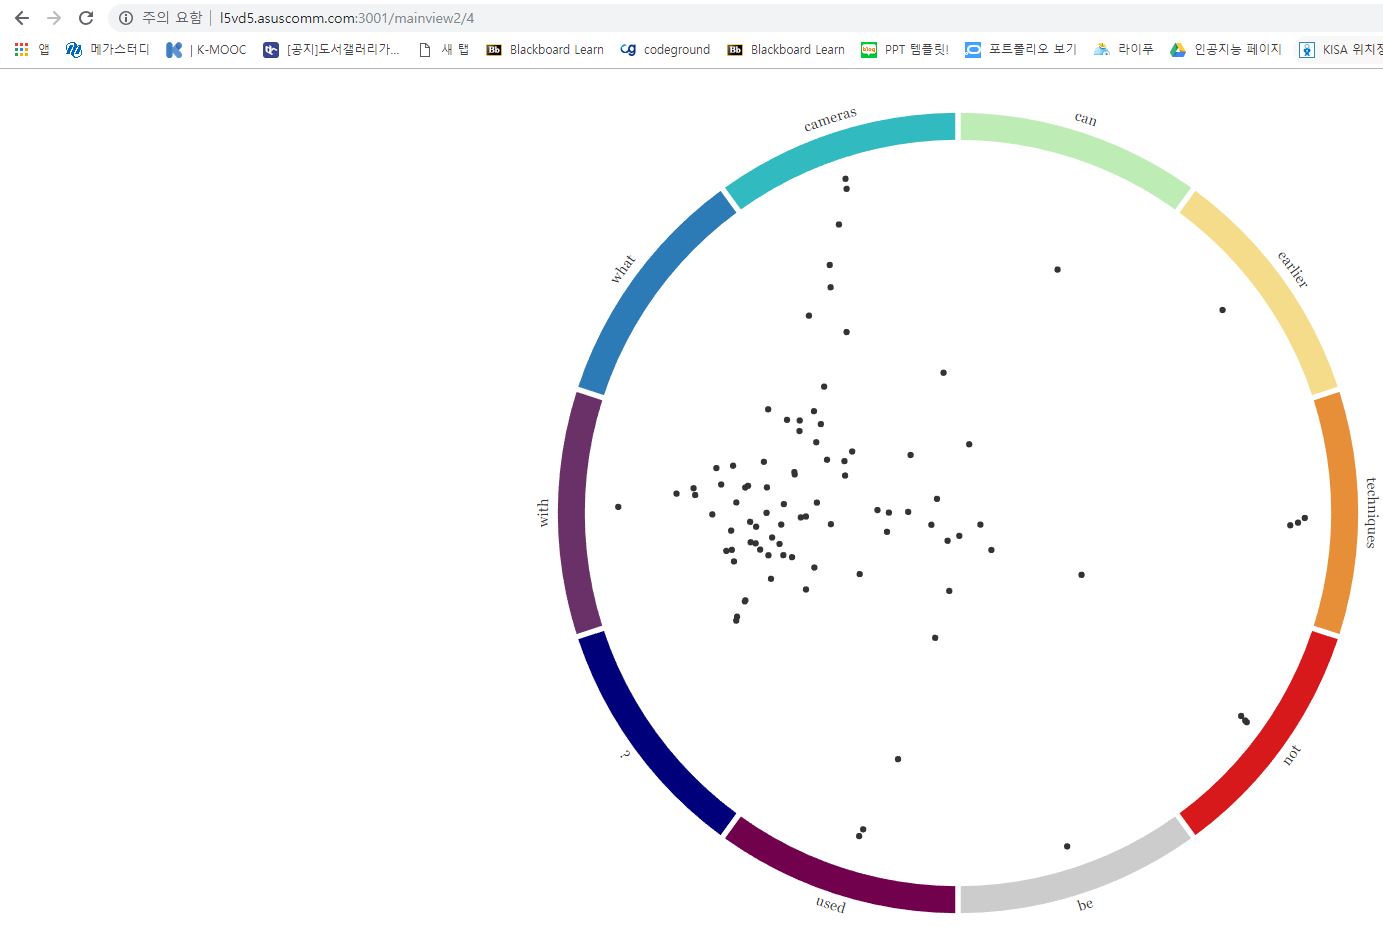 주의 요함 | l5vd5.asuscomm.com:3001/mainview2/4
앱 메가스터디 | K-MOOC [공지]도서갤러리가... 새 탭 Blackboard Learn codeground Blackboard Learn PPT 템플릿! 포트폴리오 보기 라이푸 인공지능 페이지 KISA 위치정
cameras
can
what
earlier
with
techniques
?
not
used
be